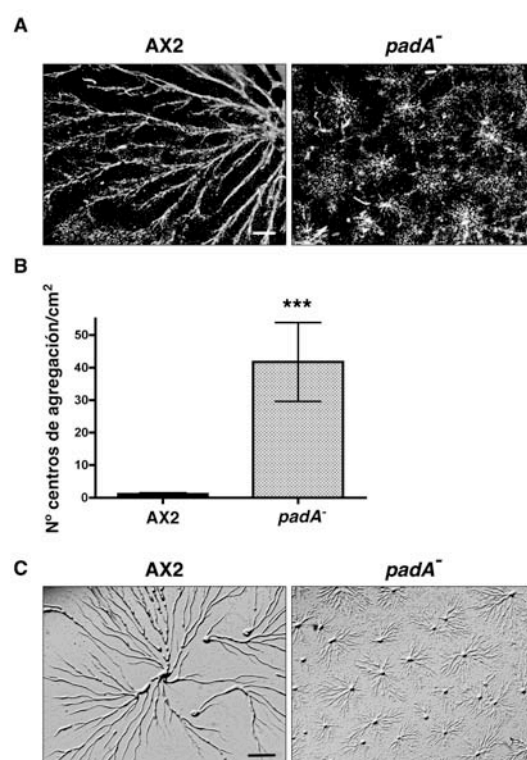 A
AX2
padA⁻
B
Nº centros de agregación/cm²
***
50
40
30
20
10
0
AX2
padA⁻
C
AX2
padA⁻